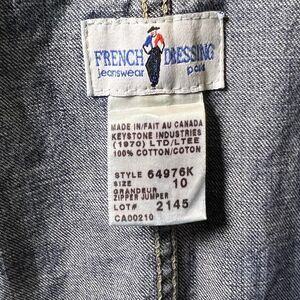 FRENCH DRESSING
jeanswear
MADE IN/FAIT AU CANADA
KEYSTONE INDUSTRIES
(1970) LTD/LTEE
100% COTTON/COTON
STYLE 64976K
SIZE 10
GRANDEUR
ZIPPER JUMPER
LOT# 2145
CA00210